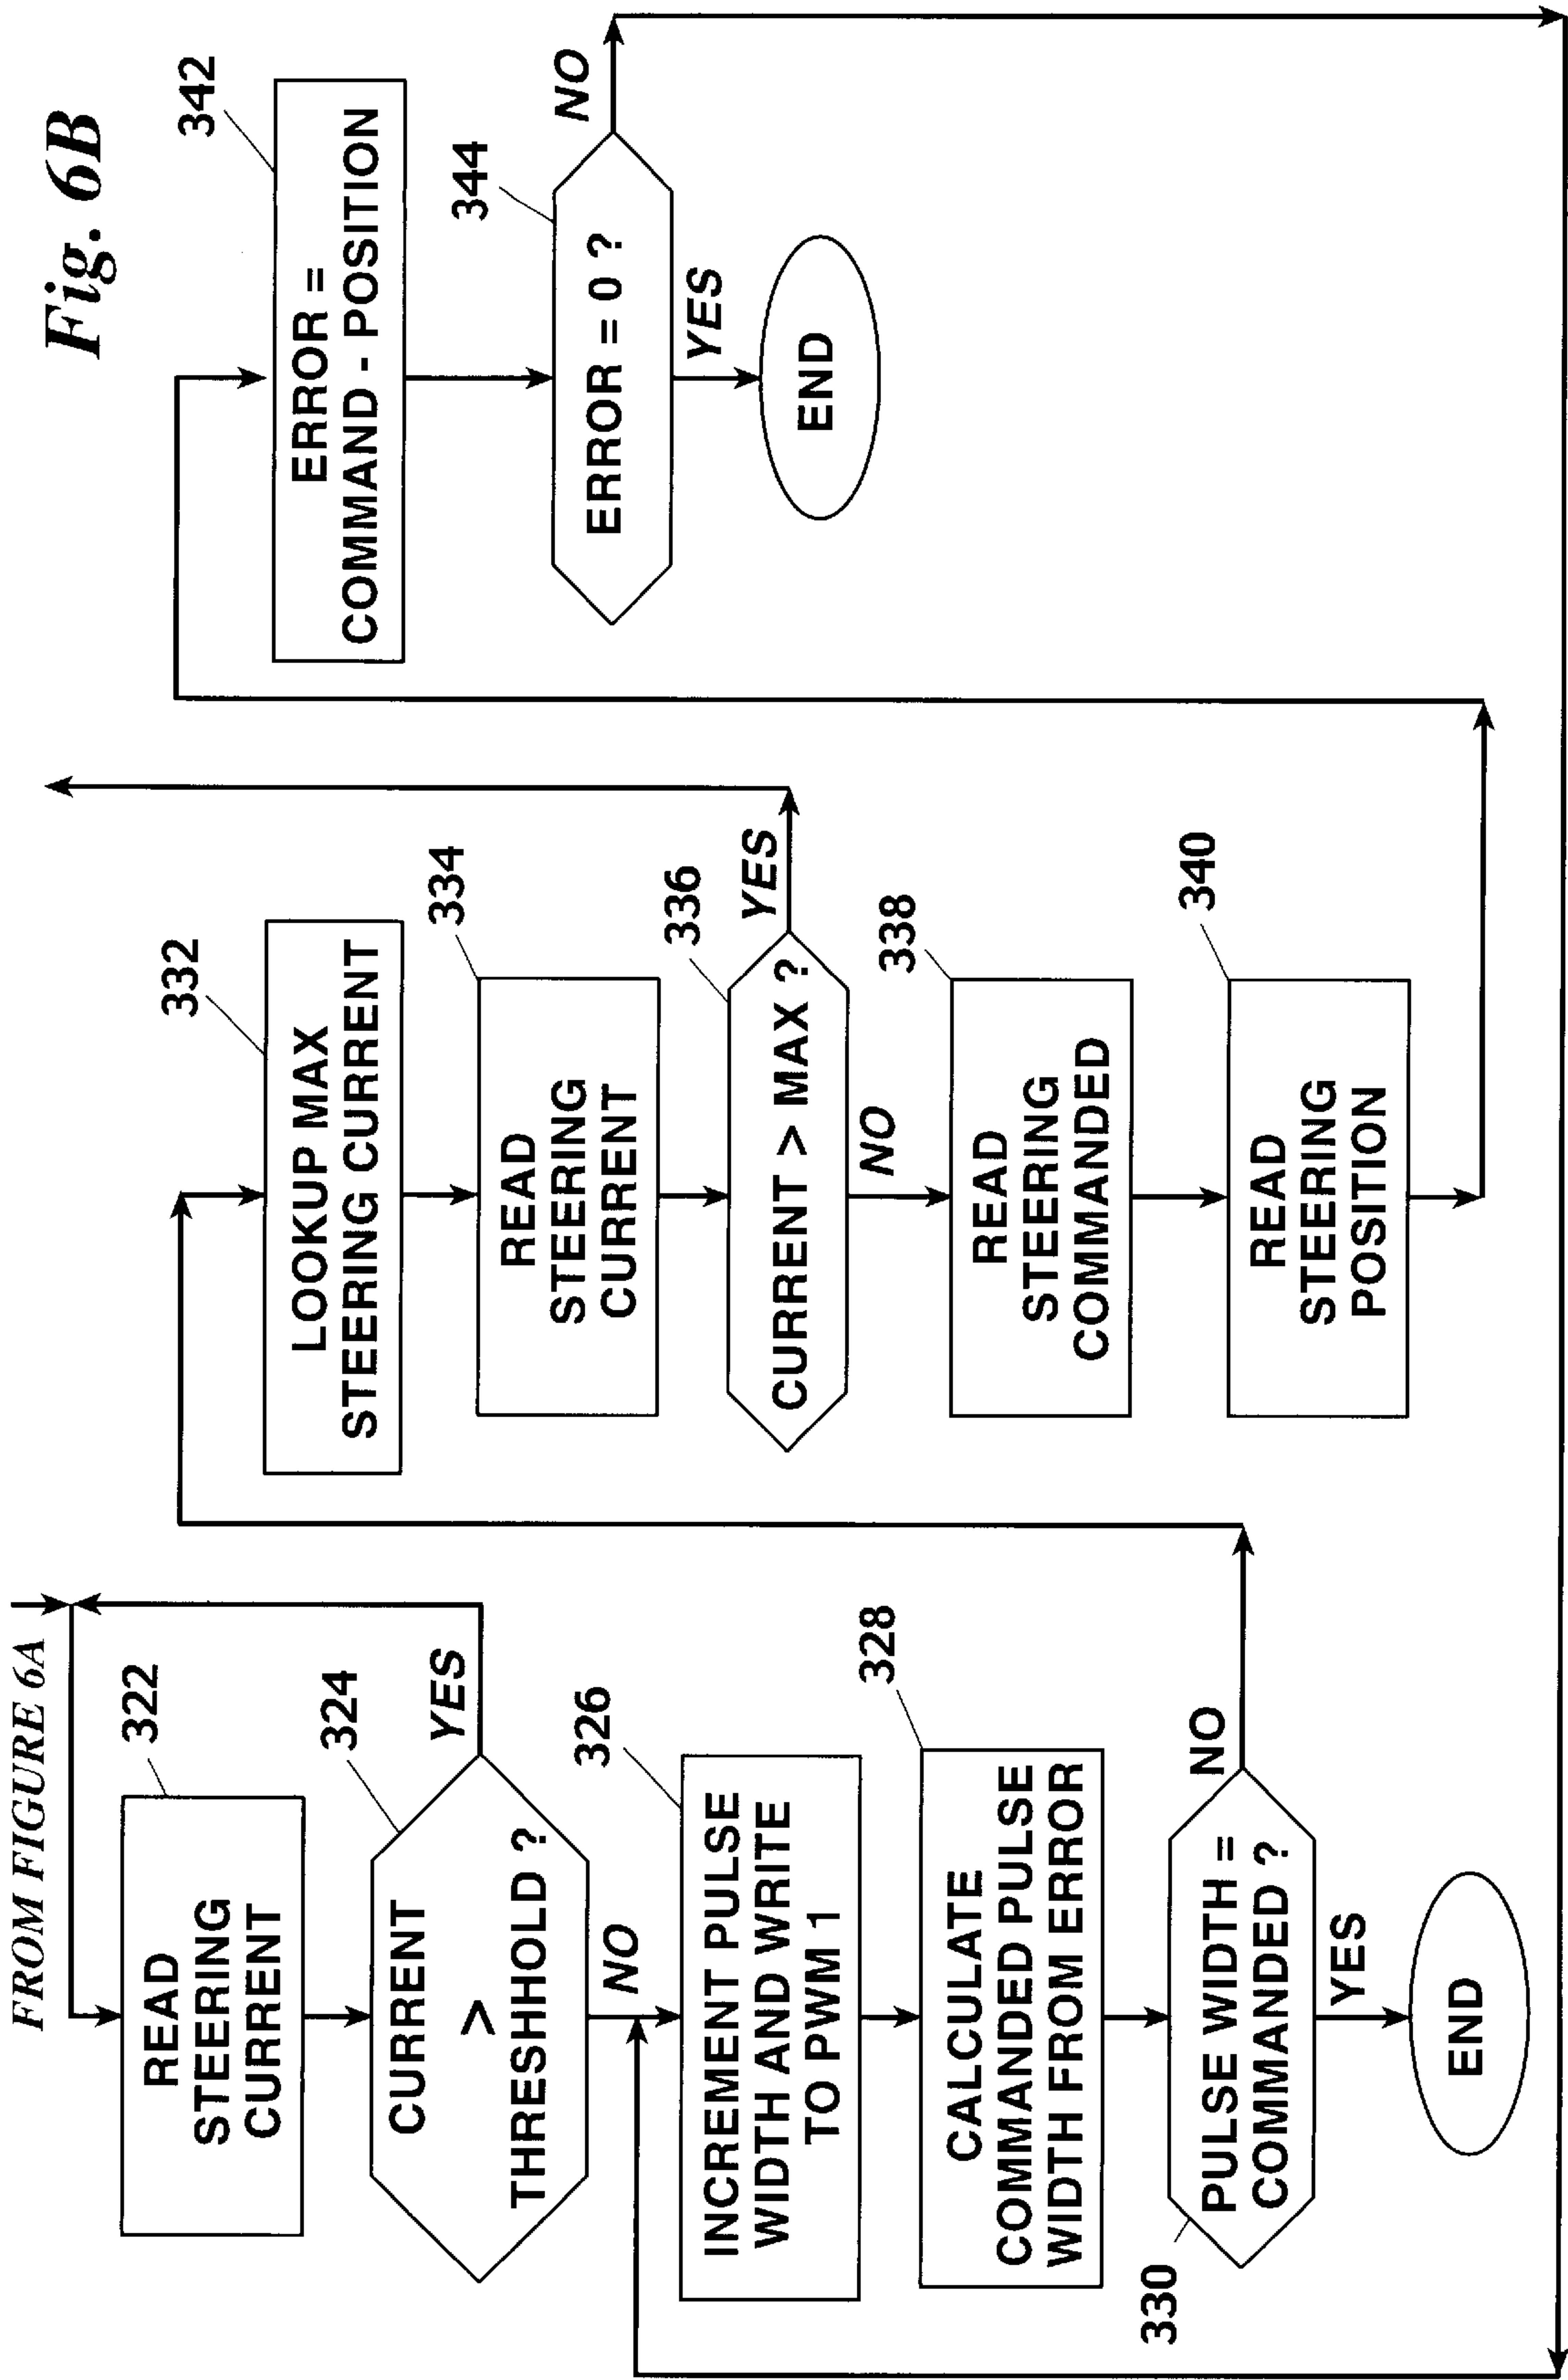 Fig. 6B
FROM FIGURE 6A
322
READ
STEERING
CURRENT
324
CURRENT
>
THRESHHOLD ?
YES
NO
326
INCREMENT PULSE
WIDTH AND WRITE
TO PWM 1
328
CALCULATE
COMMANDED PULSE
WIDTH FROM ERROR
330
PULSE WIDTH =
COMMANDED ?
NO
YES
END
332
LOOKUP MAX
STEERING CURRENT
334
READ
STEERING
CURRENT
336
CURRENT > MAX ?
YES
NO
338
READ
STEERING
COMMANDED
340
READ
STEERING
POSITION
342
ERROR =
COMMAND - POSITION
344
ERROR = 0 ?
NO
YES
END